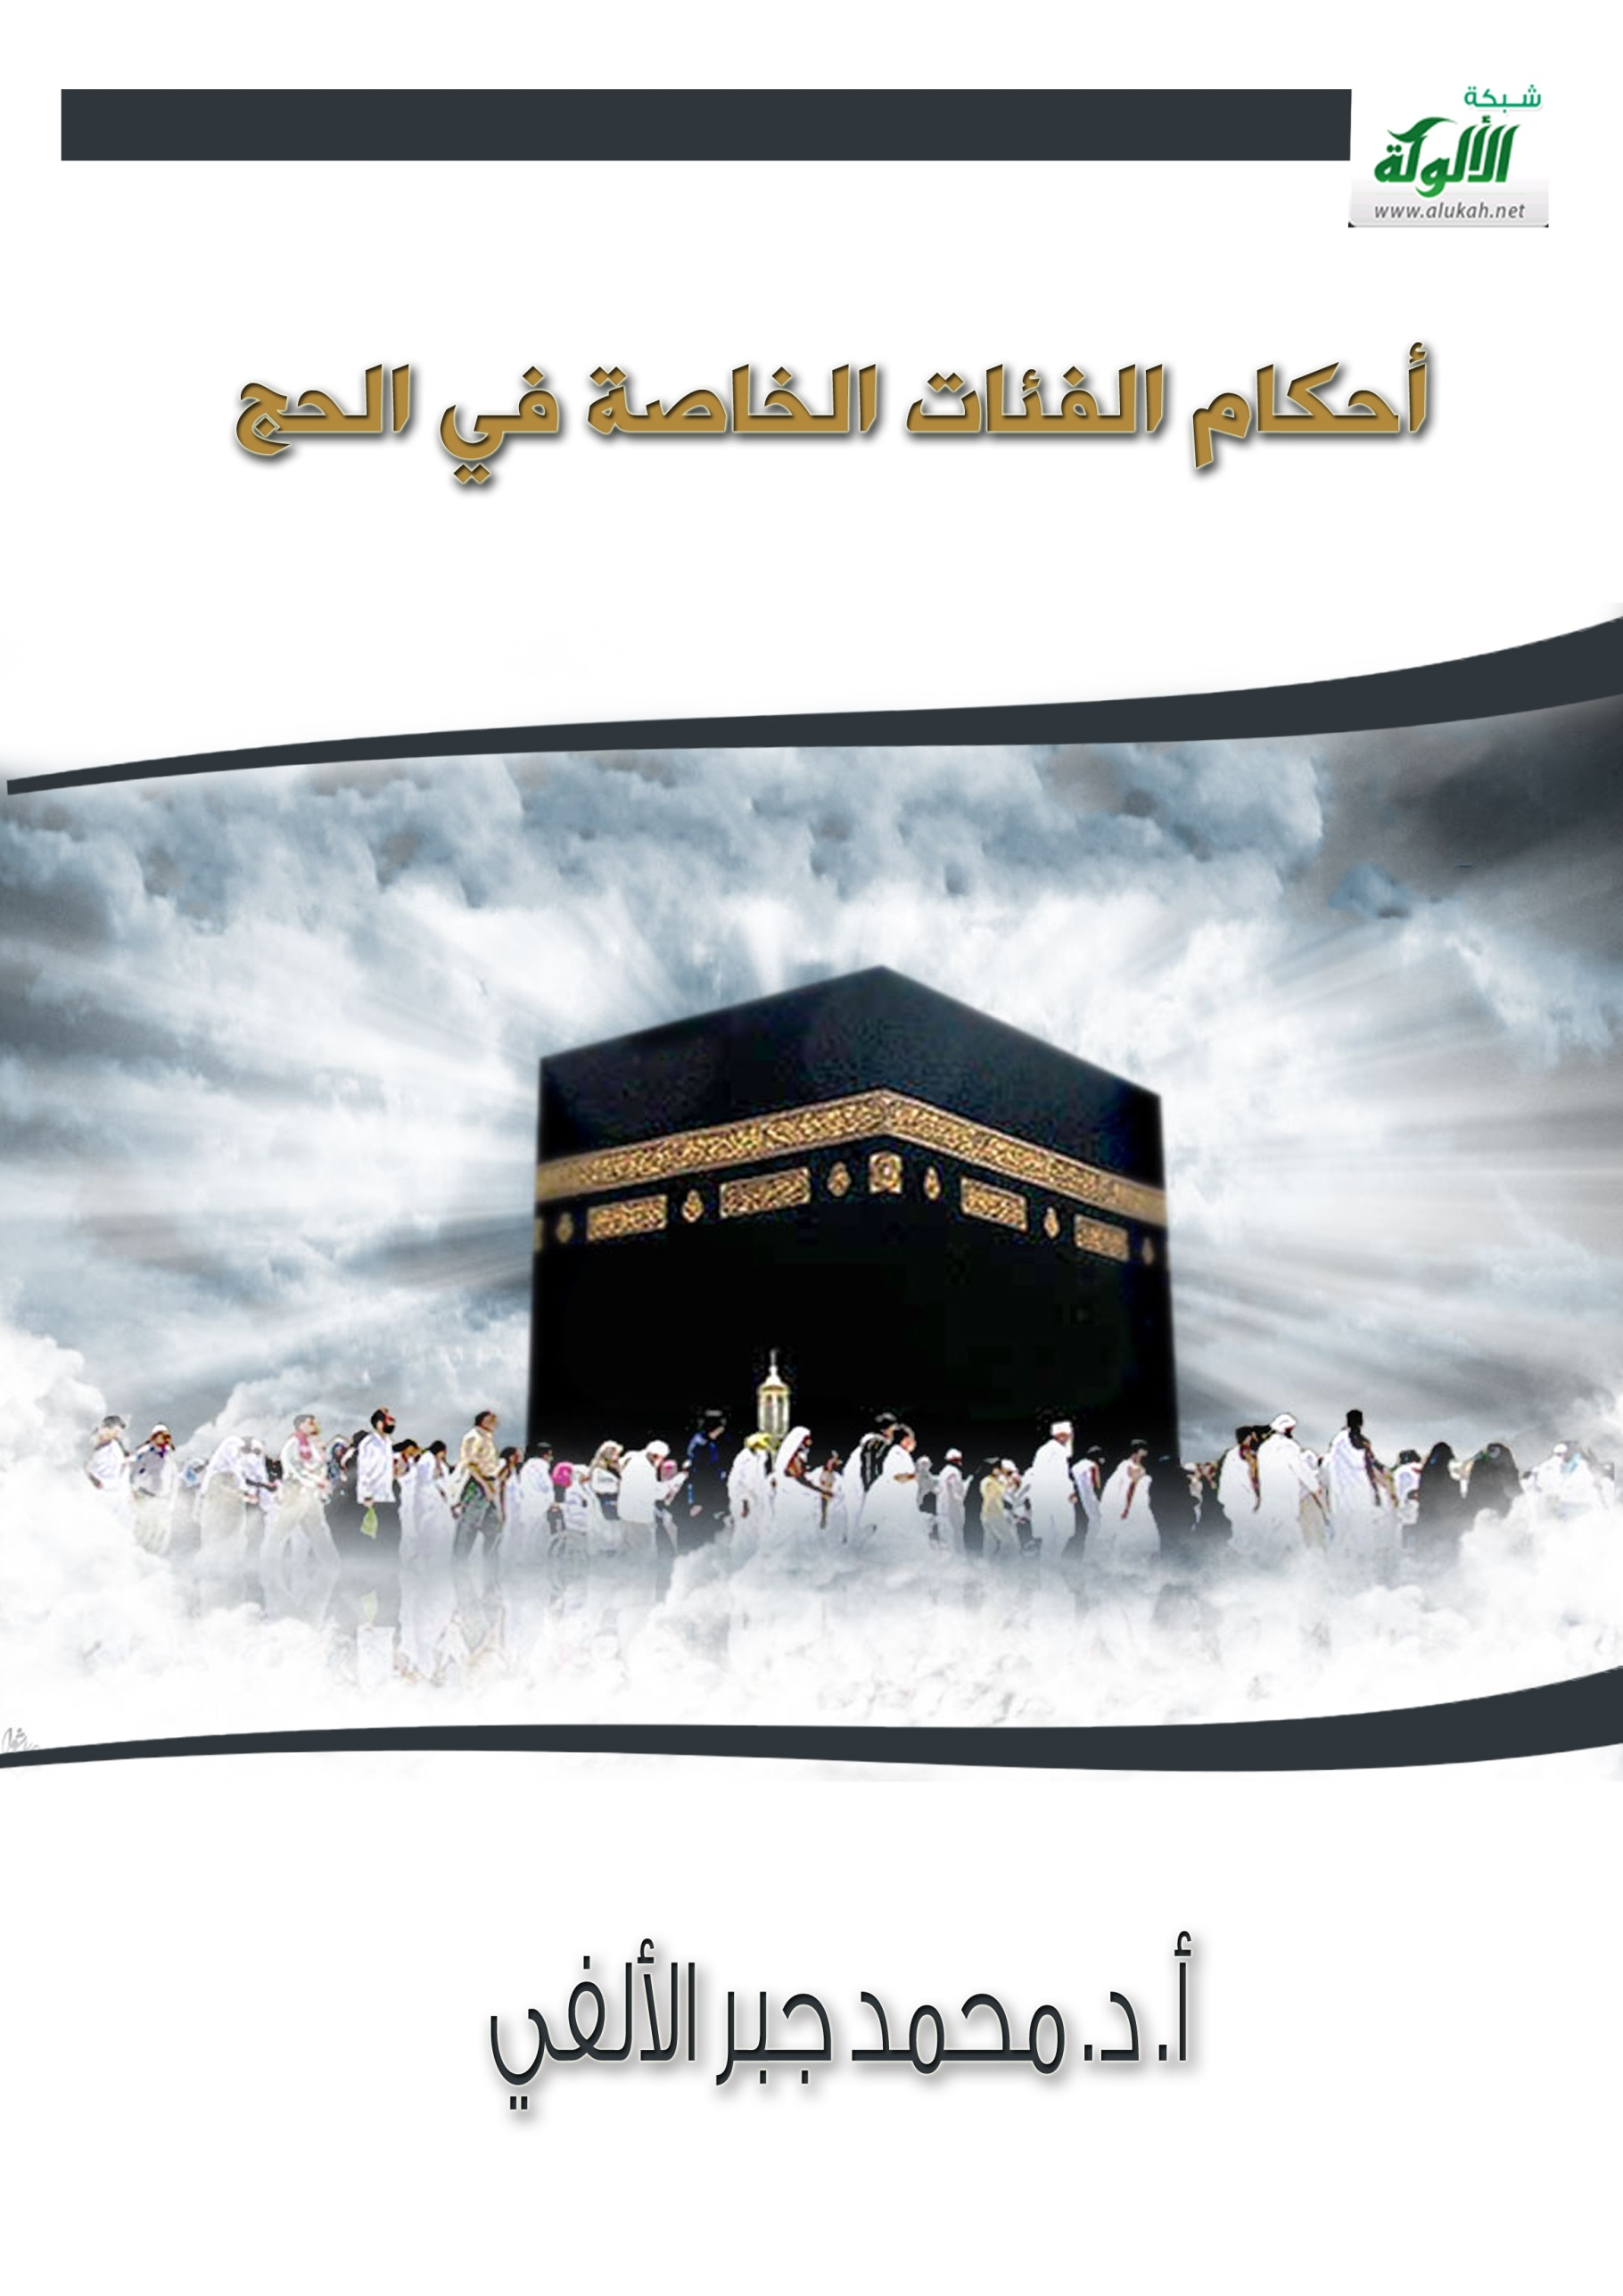 شبكة
الألوكة
www.alukah.net
أحكام الفئات الخاصة في الحج
أ. د. محمد جبر الألفي